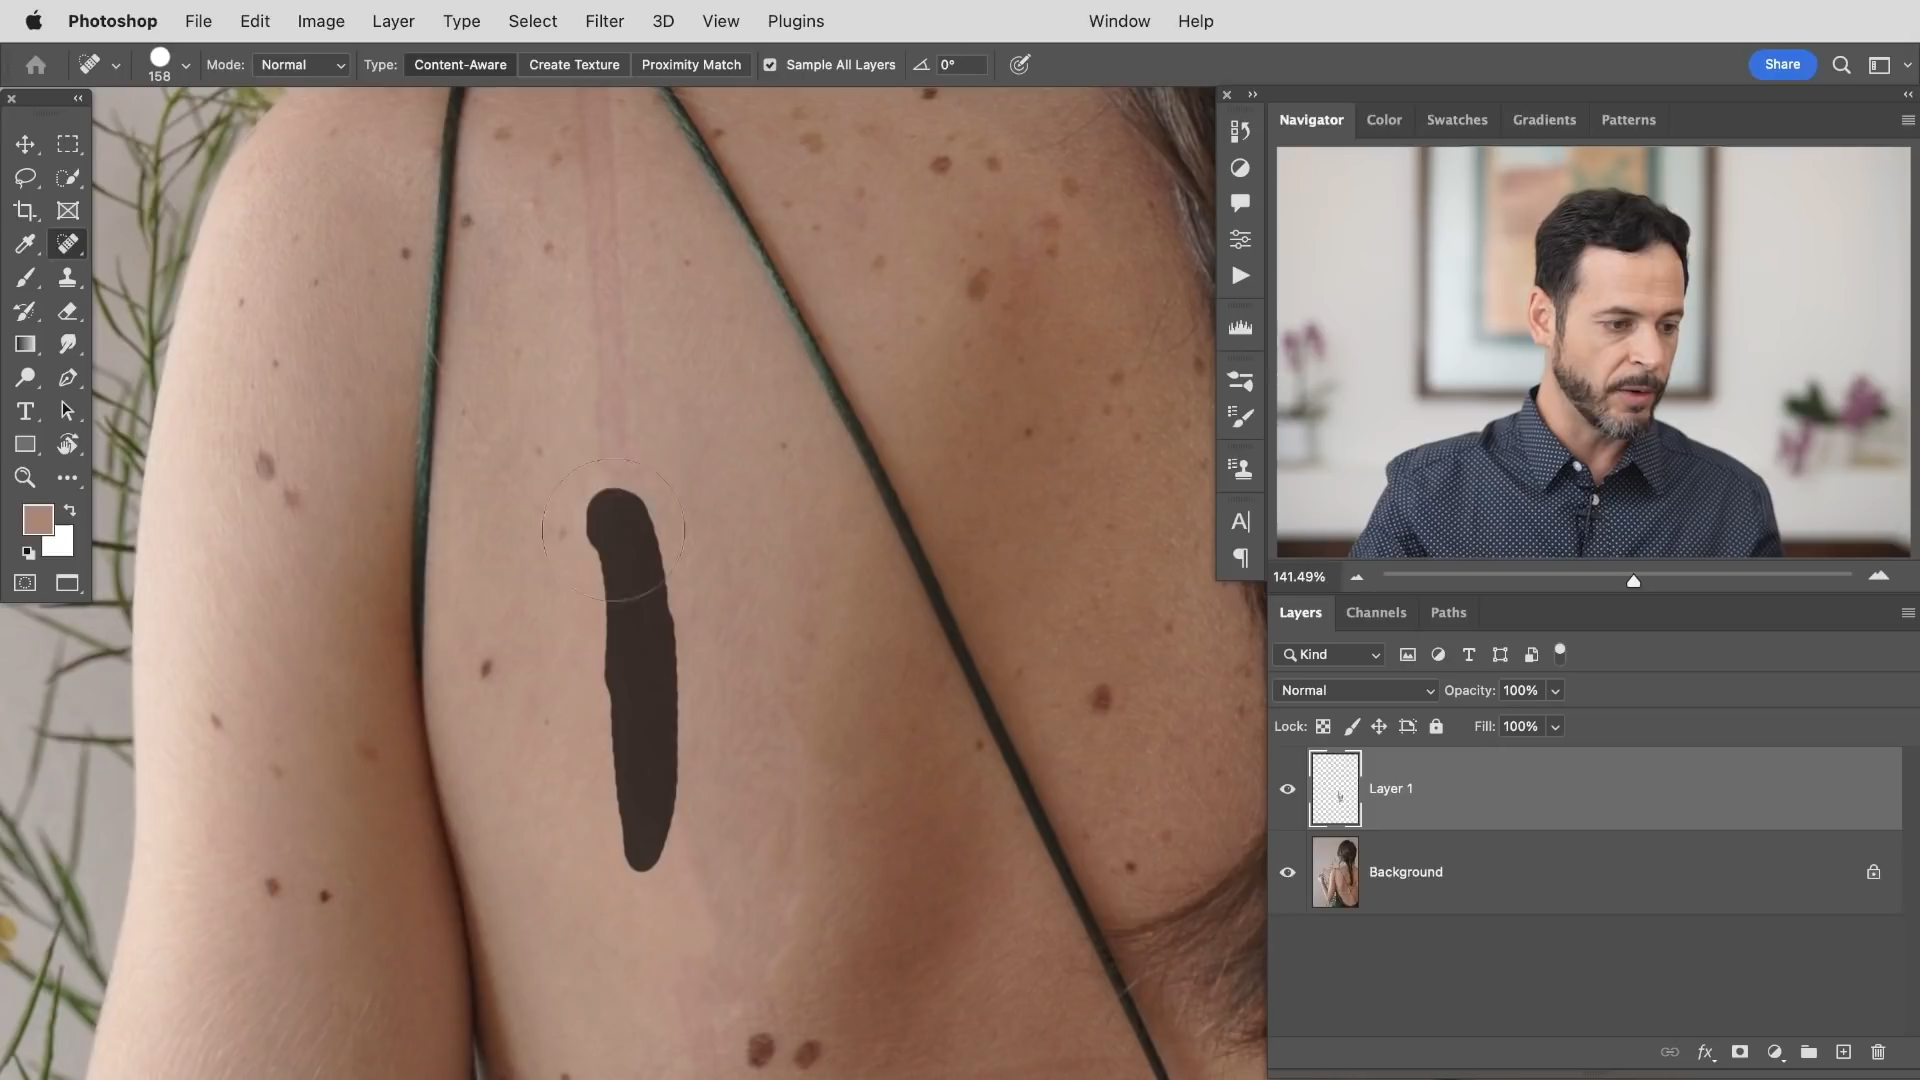 Photoshop File Edit Image Layer Type Select Filter 3D View Plugins Window Help
158 Mode: Normal Type: Content-Aware Create Texture Proximity Match Sample All Layers 0° Share
Navigator Color Swatches Gradients Patterns
141.49%
Layers Channels Paths
Kind
Normal Opacity: 100%
Lock: Fill: 100%
Layer 1
Background